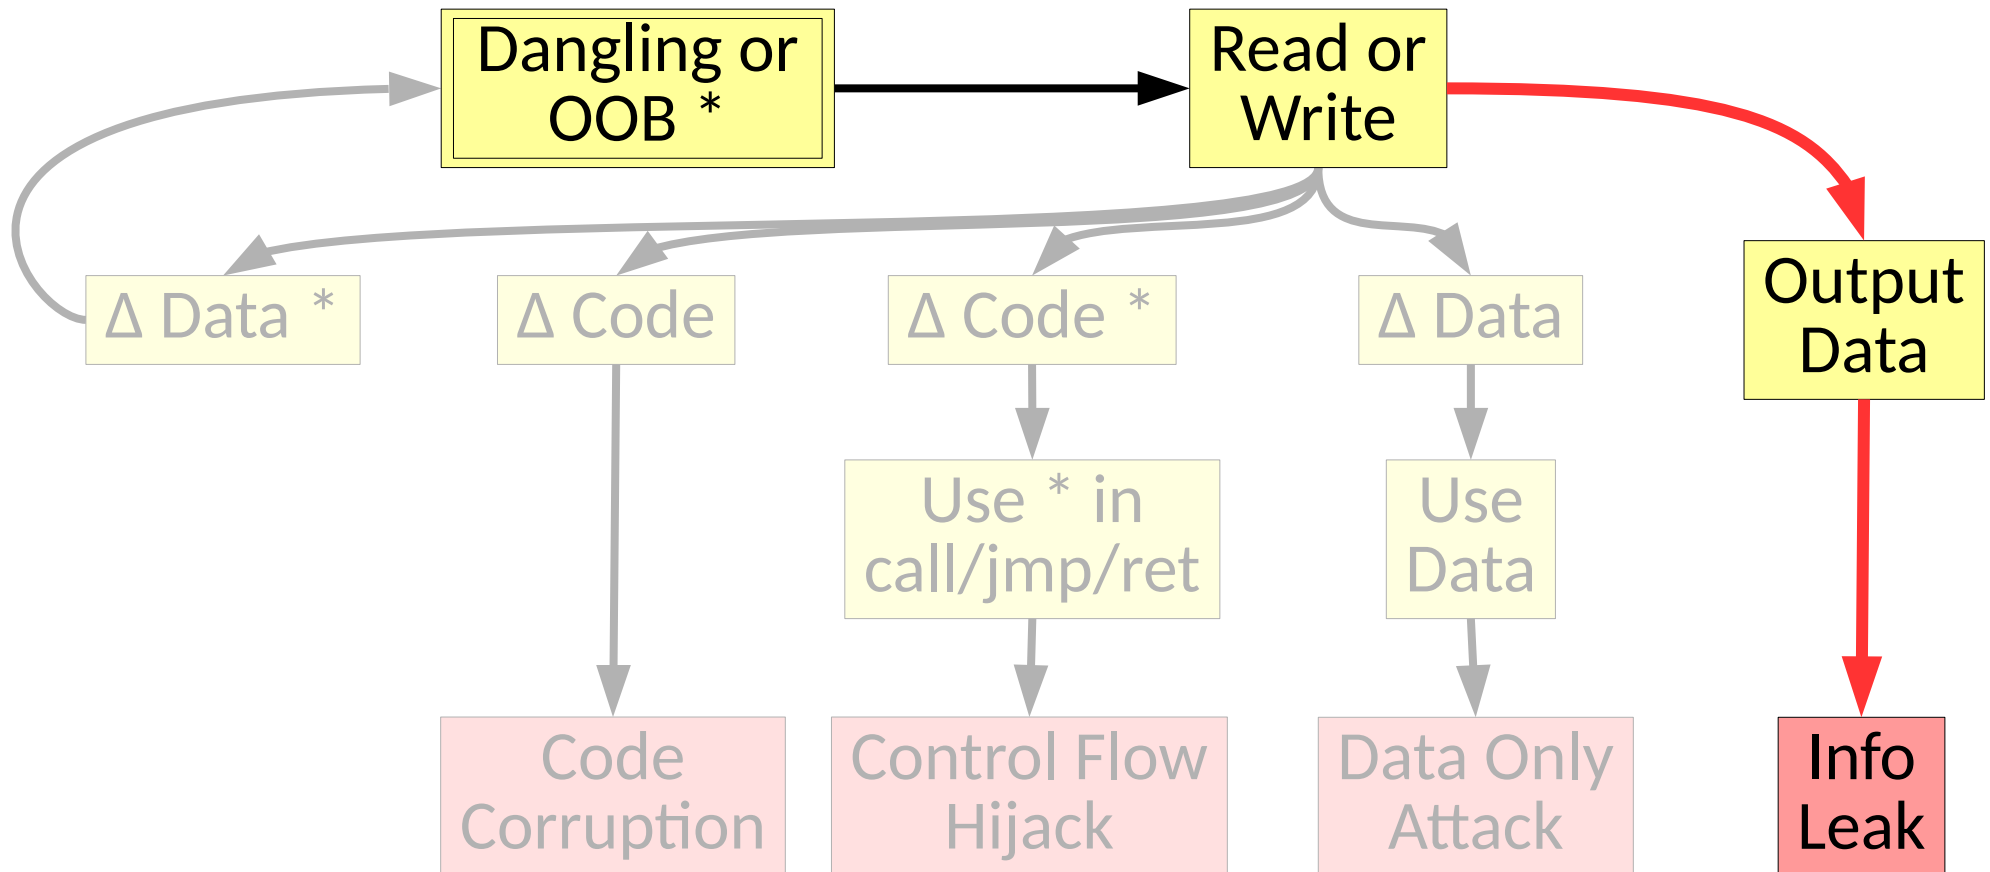 Dangling or
OOB *
Read or
Write
Δ Data *
Δ Code
Δ Code *
Δ Data
Output
Data
Use * in
call/jmp/ret
Use
Data
Code
Corruption
Control Flow
Hijack
Data Only
Attack
Info
Leak